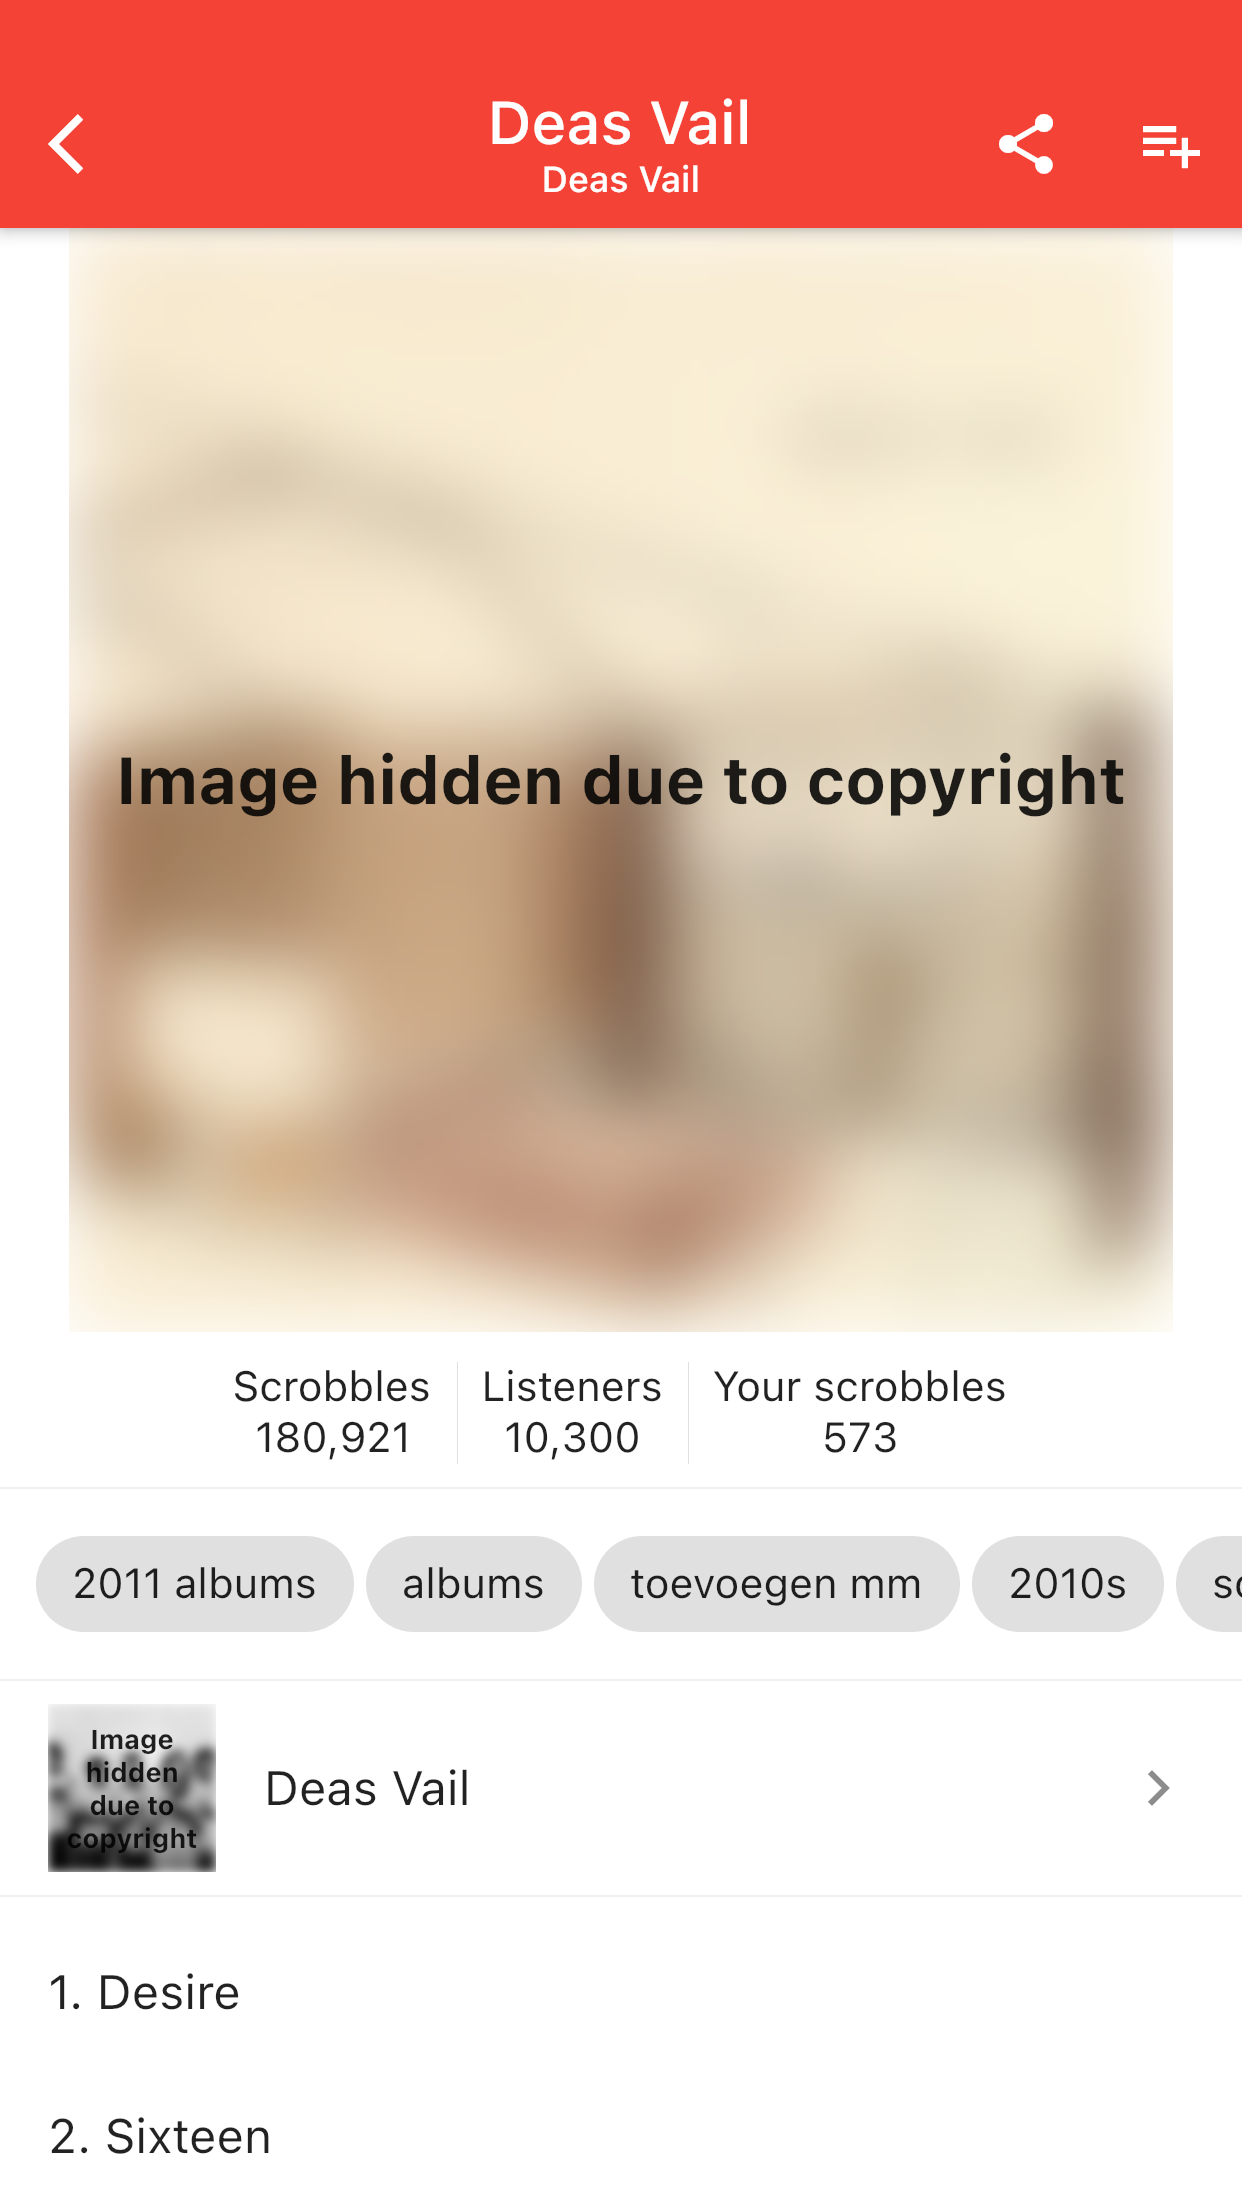 Deas Vail
Deas Vail
Image hidden due to copyright
Scrobbles
180,921
Listeners
10,300
Your scrobbles
573
2011 albums
albums
toevoegen mm
2010s
Image
hidden
due to
copyright
Deas Vail
1. Desire
2. Sixteen